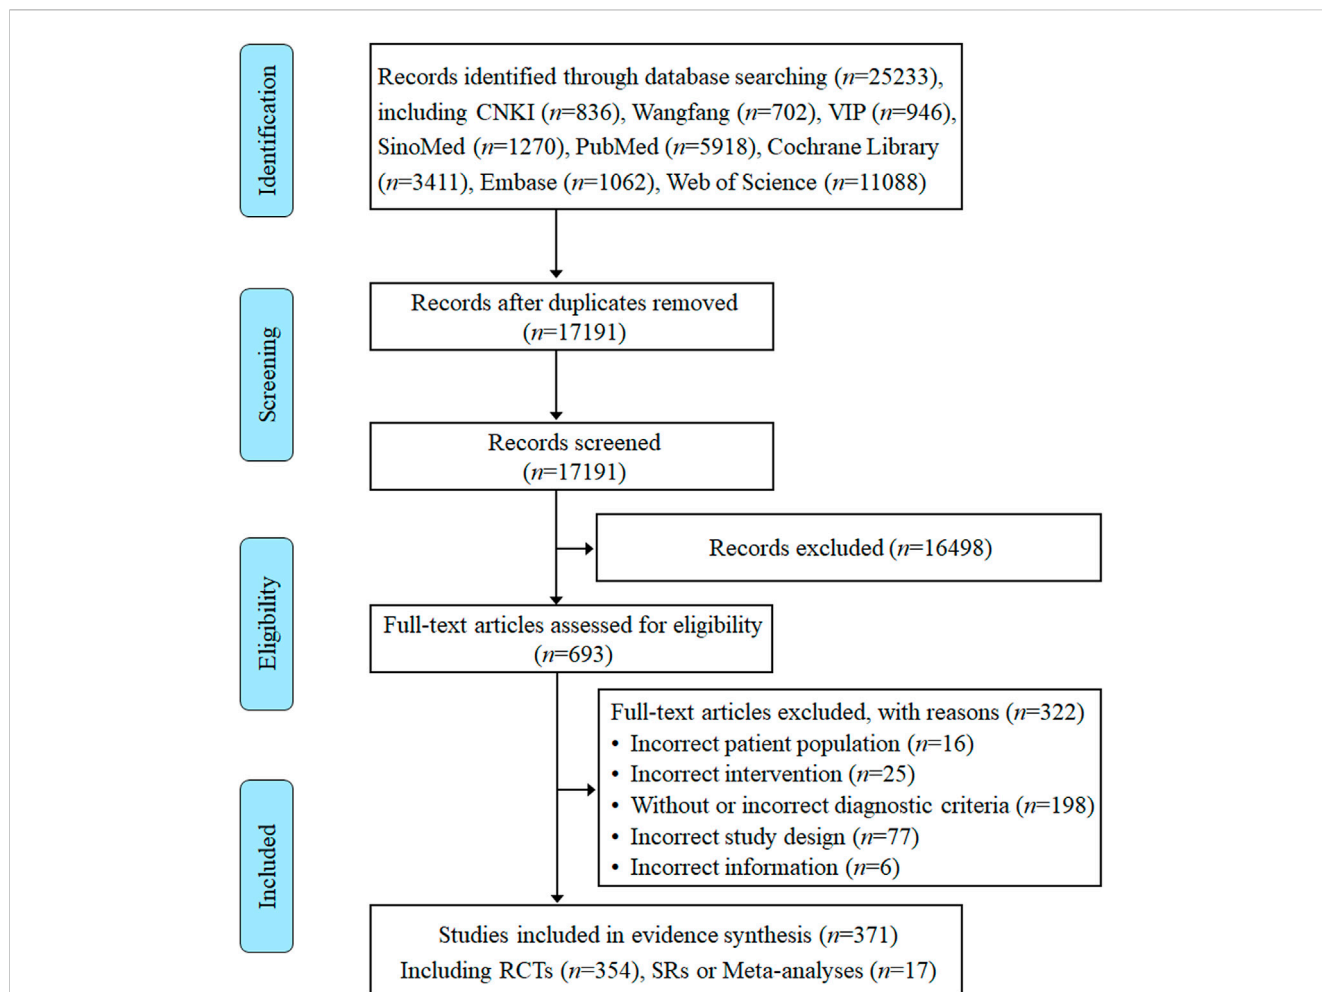 Identification
Records identified through database searching (n=25233),
including CNKI (n=836), Wangfang (n=702), VIP (n=946),
SinoMed (n=1270), PubMed (n=5918), Cochrane Library
(n=3411), Embase (n=1062), Web of Science (n=11088)
Screening
Records after duplicates removed
(n=17191)
Records screened
(n=17191)
Records excluded (n=16498)
Eligibility
Full-text articles assessed for eligibility
(n=693)
Full-text articles excluded, with reasons (n=322)
• Incorrect patient population (n=16)
• Incorrect intervention (n=25)
• Without or incorrect diagnostic criteria (n=198)
• Incorrect study design (n=77)
• Incorrect information (n=6)
Included
Studies included in evidence synthesis (n=371)
Including RCTs (n=354), SRs or Meta-analyses (n=17)